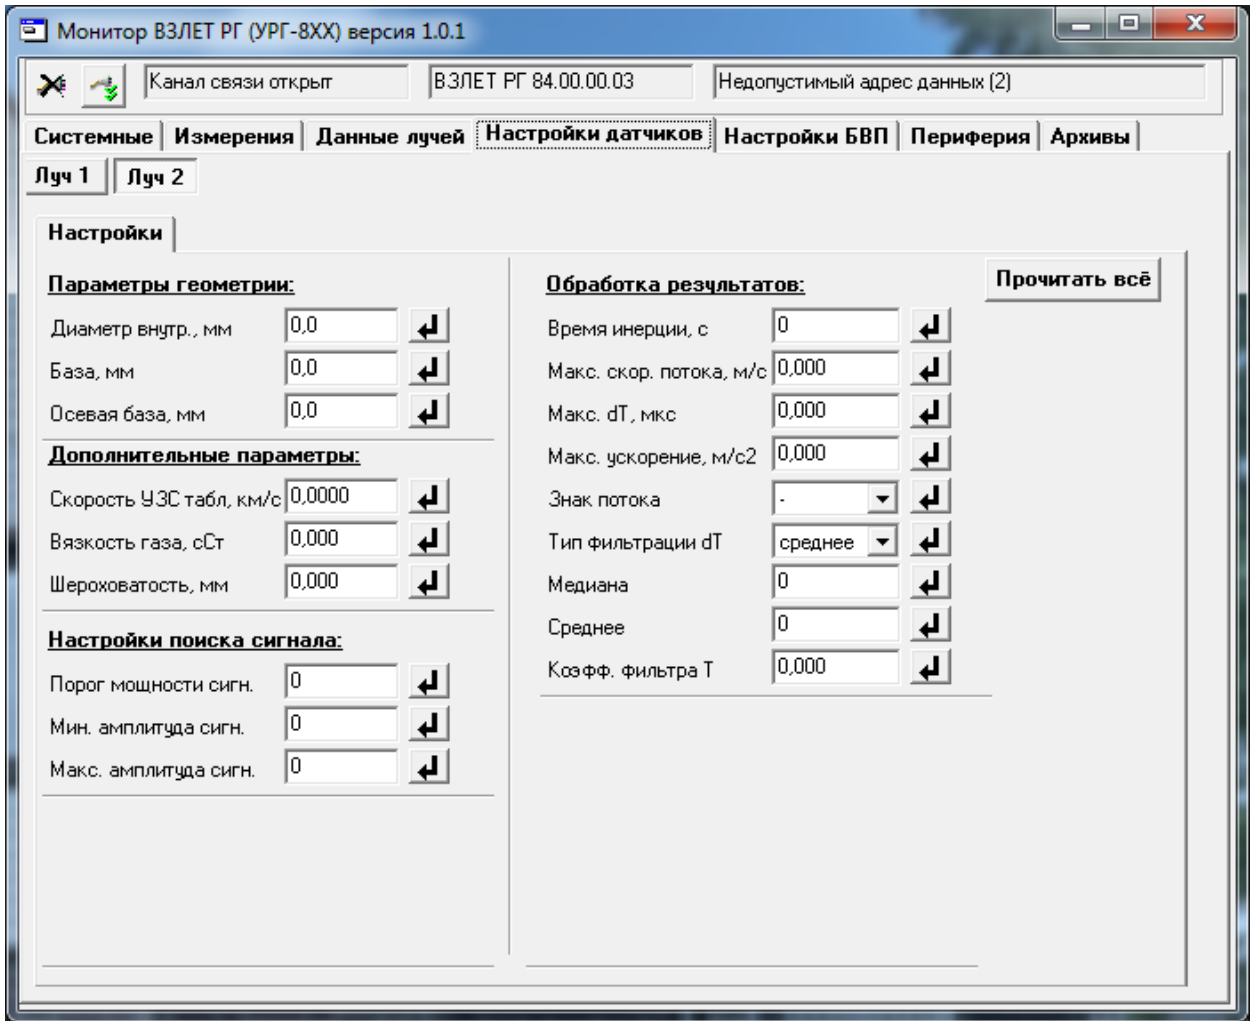 Монитор ВЗЛЕТ РГ (УРГ-8ХХ) версия 1.0.1
Канал связи открыт
ВЗЛЕТ РГ 84.00.00.03
Недопустимый адрес данных (2)
Системные Измерения Данные лучей Настройки датчиков Настройки БВП Периферия Архивы
Луч 1 Луч 2
Настройки
Параметры геометрии:
Диаметр внутр., мм 0,0
База, мм 0,0
Осевая база, мм 0,0
Дополнительные параметры:
Скорость УЗС табл, км/с 0,0000
Вязкость газа, сСт 0,000
Шероховатость, мм 0,000
Настройки поиска сигнала:
Порог мощности сигн. 0
Мин. амплитуда сигн. 0
Макс. амплитуда сигн. 0
Обработка результатов:
Время инерции, с 0
Макс. скор. потока, м/с 0,000
Макс. dT, мкс 0,000
Макс. ускорение, м/с2 0,000
Знак потока -
Тип фильтрации dT среднее
Медиана 0
Среднее 0
Коэфф. фильтра Т 0,000
Прочитать всё